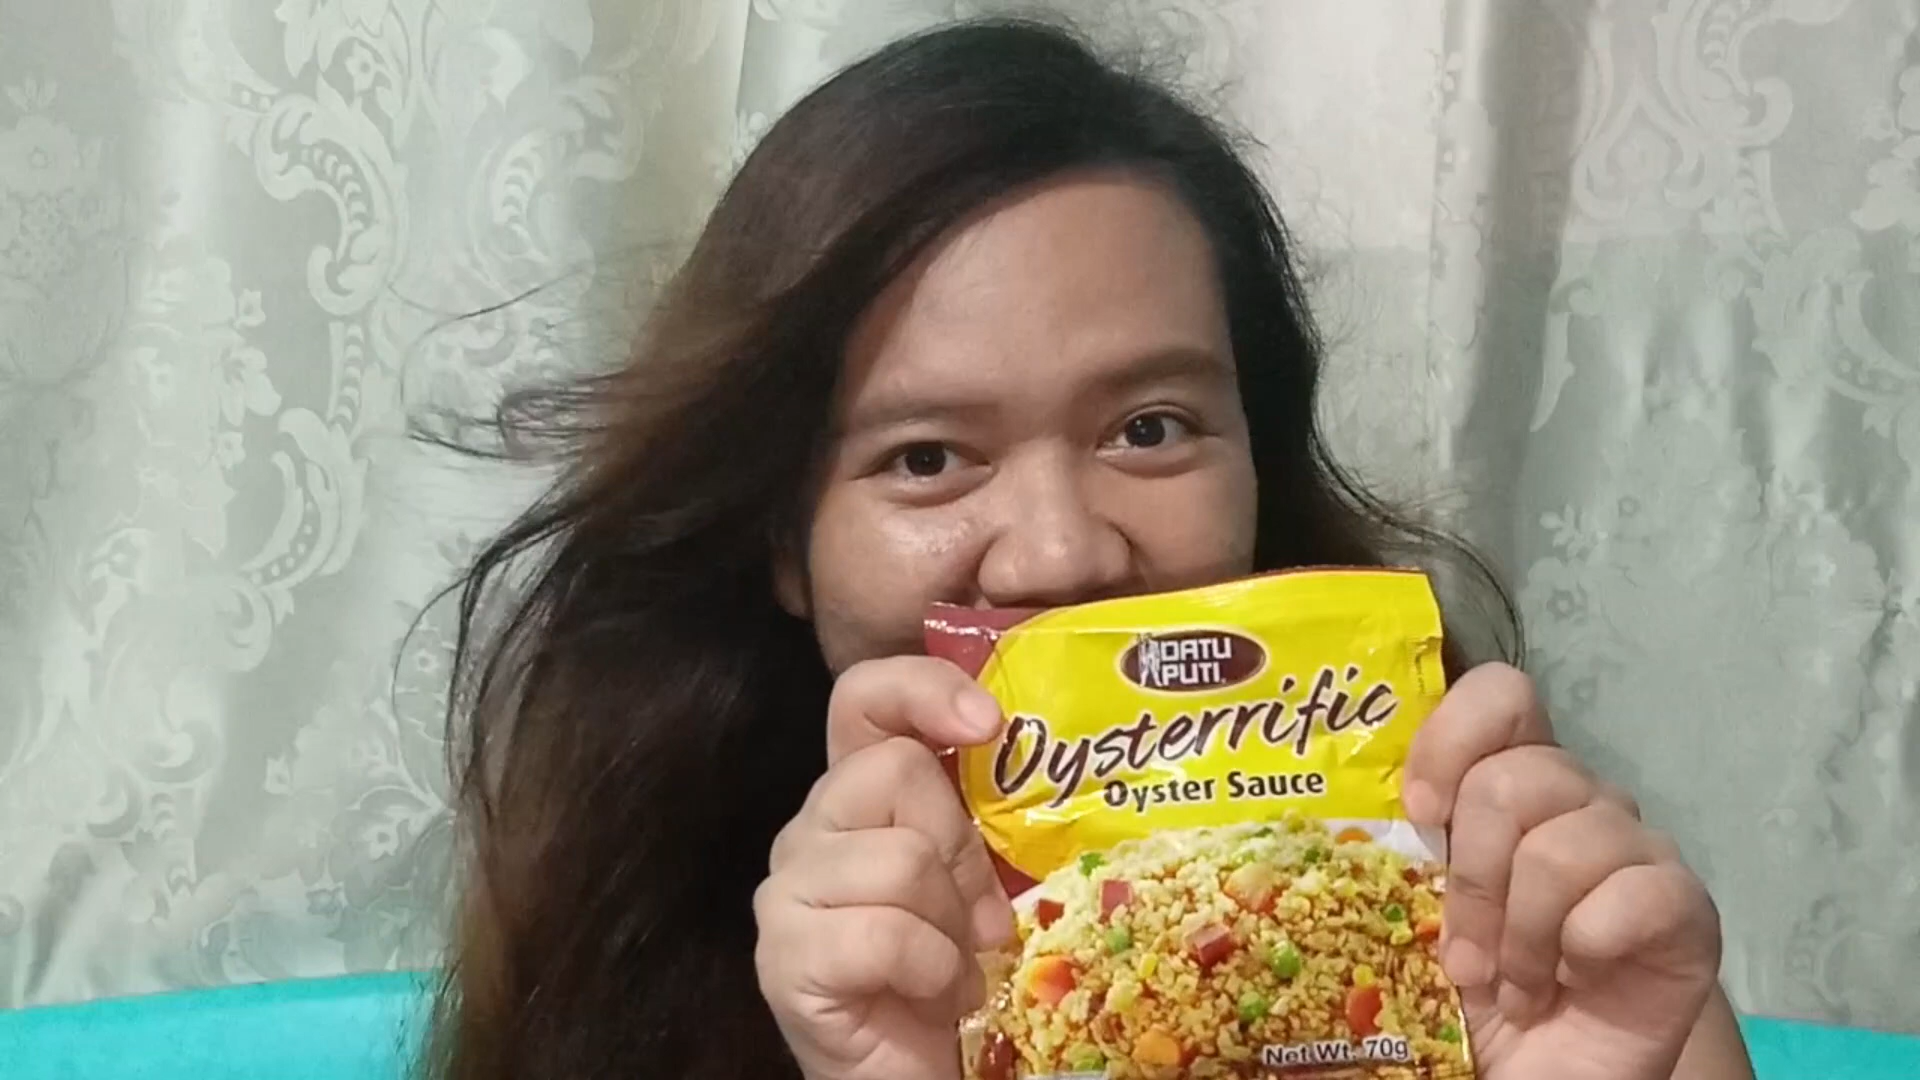 DATU
PUTI
Oysterrific
Oyster Sauce
Net Wt. 70g